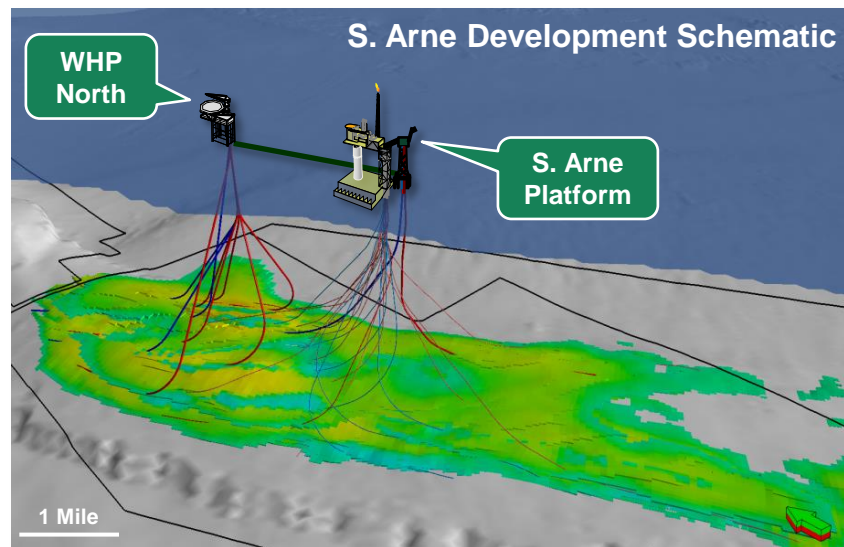 S. Arne Development Schematic
WHP
North
S. Arne
Platform
1 Mile